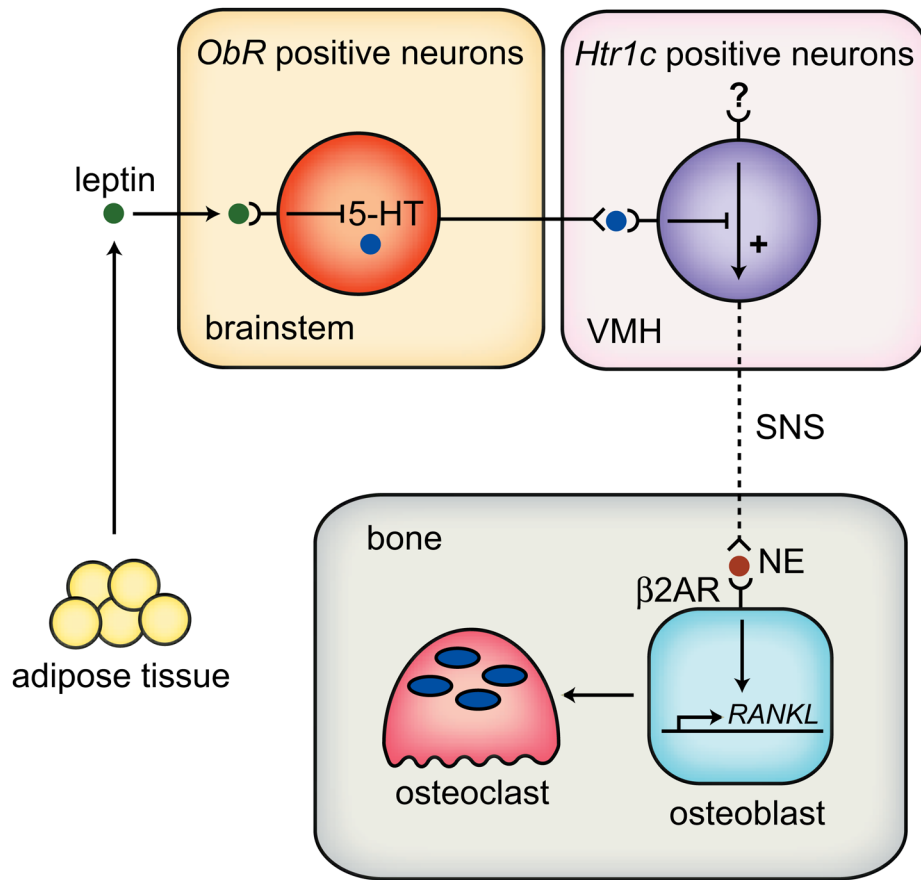 ObR positive neurons
Htr1c positive neurons
?
leptin
5-HT
+
brainstem
VMH
SNS
bone
NE
β2AR
adipose tissue
RANKL
osteoclast
osteoblast